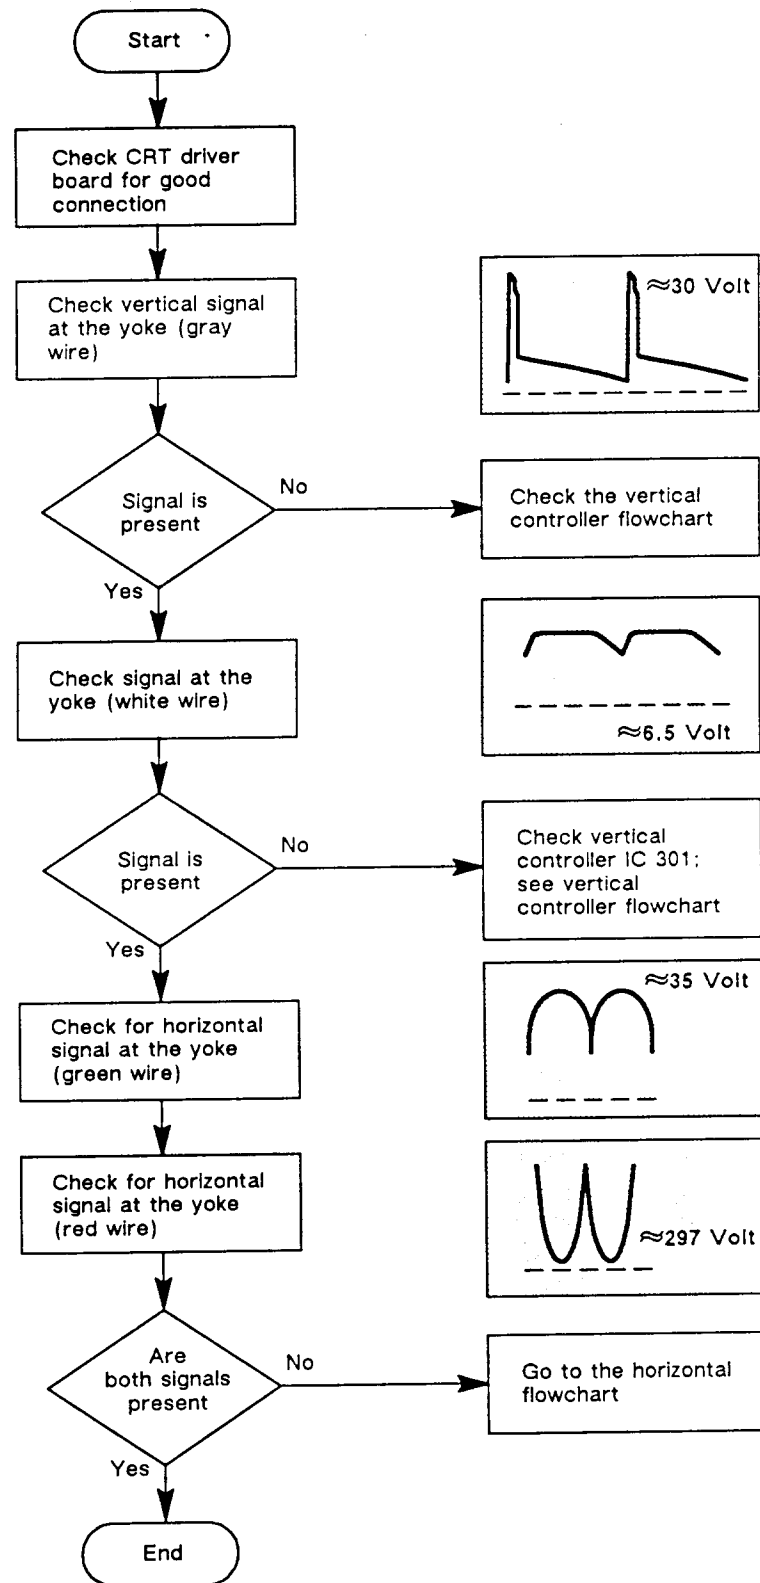 Start
Check CRT driver
board for good
connection
Check vertical signal
at the yoke (gray
wire)
≈30 Volt
Signal is
present
No
Yes
Check the vertical
controller flowchart
Check signal at the
yoke (white wire)
≈6.5 Volt
Signal is
present
No
Yes
Check vertical
controller IC 301;
see vertical
controller flowchart
Check for horizontal
signal at the yoke
(green wire)
≈35 Volt
Check for horizontal
signal at the yoke
(red wire)
≈297 Volt
Are
both signals
present
No
Yes
Go to the horizontal
flowchart
End